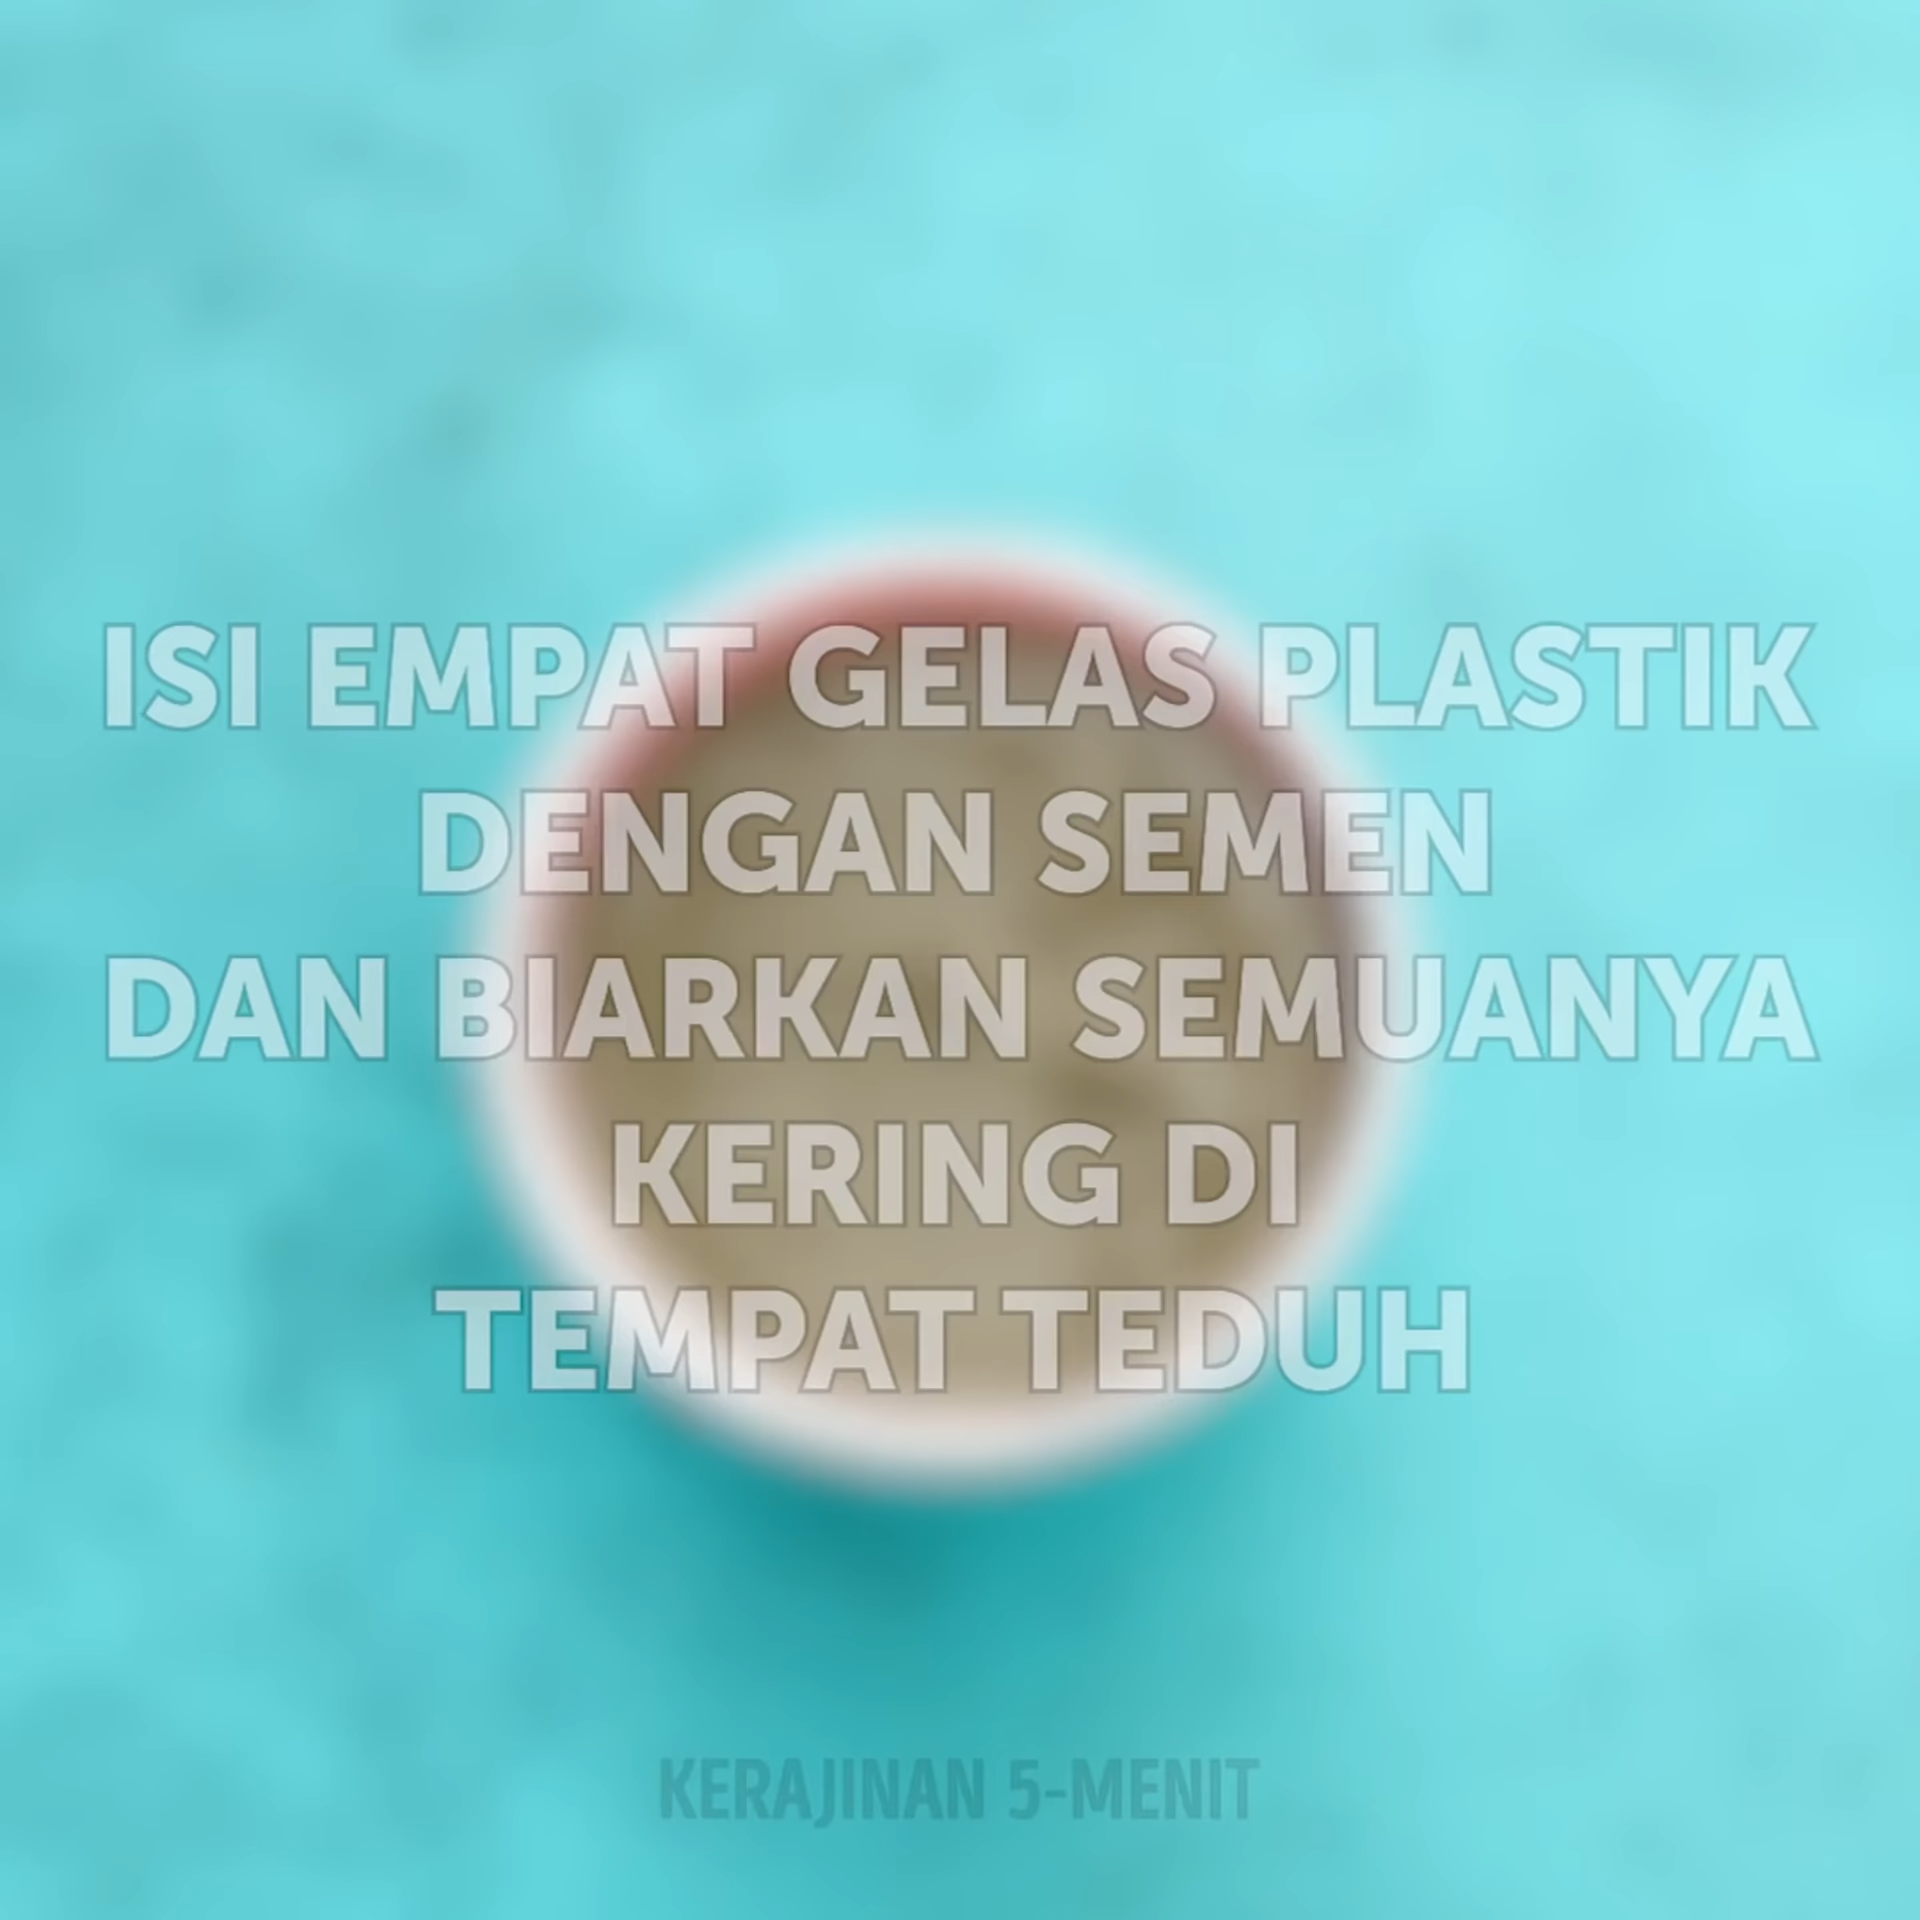 ISI EMPAT GELAS PLASTIK
DENGAN SEMEN
DAN BIARKAN SEMUANYA
KERING DI
TEMPAT TEDUH
KERAJINAN 5-MENIT